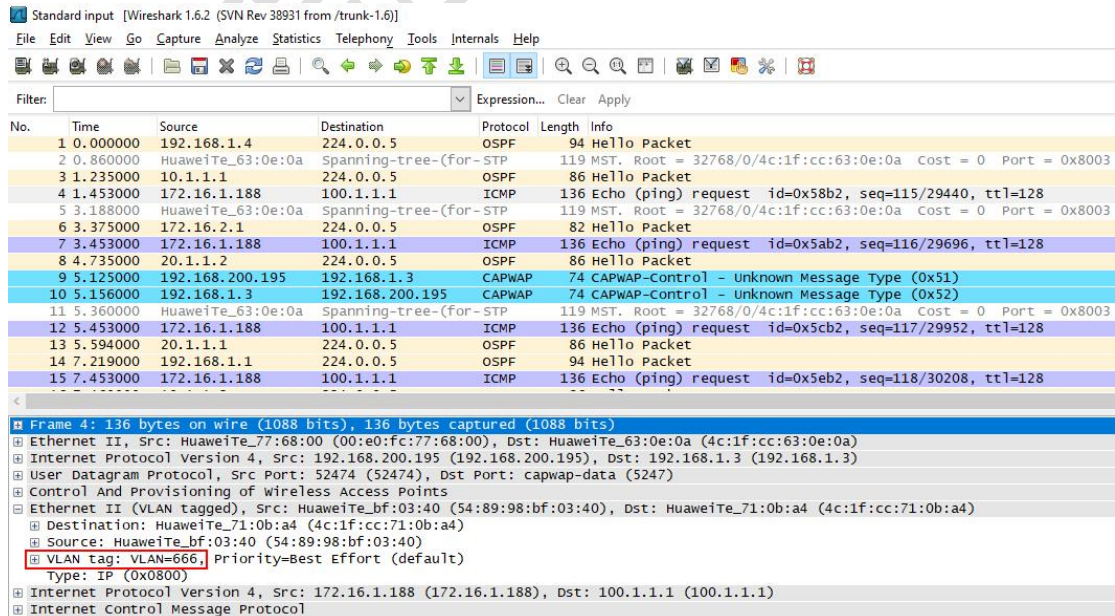 Standard input [Wireshark 1.6.2 (SVN Rev 38931 from /trunk-1.6)]
File Edit View Go Capture Analyze Statistics Telephony Tools Internals Help
Filter: Expression... Clear Apply
No. Time Source Destination Protocol Length Info
1 0.000000 192.168.1.4 224.0.0.5 OSPF 94 Hello Packet
2 0.860000 HuaweiTe_63:0e:0a Spanning-tree-(for- STP 119 MST. Root = 32768/0/4c:1f:cc:63:0e:0a Cost = 0 Port = 0x8003
3 1.235000 10.1.1.1 224.0.0.5 OSPF 86 Hello Packet
4 1.453000 172.16.1.188 100.1.1.1 ICMP 136 Echo (ping) request id=0x58b2, seq=115/29440, ttl=128
5 3.188000 HuaweiTe_63:0e:0a Spanning-tree-(for- STP 119 MST. Root = 32768/0/4c:1f:cc:63:0e:0a Cost = 0 Port = 0x8003
6 3.375000 172.16.2.1 224.0.0.5 OSPF 82 Hello Packet
7 3.453000 172.16.1.188 100.1.1.1 ICMP 136 Echo (ping) request id=0x5ab2, seq=116/29696, ttl=128
8 4.735000 20.1.1.2 224.0.0.5 OSPF 86 Hello Packet
9 5.125000 192.168.200.195 192.168.1.3 CAPWAP 74 CAPWAP-Control - Unknown Message Type (0x51)
10 5.156000 192.168.1.3 192.168.200.195 CAPWAP 74 CAPWAP-Control - Unknown Message Type (0x52)
11 5.360000 HuaweiTe_63:0e:0a Spanning-tree-(for- STP 119 MST. Root = 32768/0/4c:1f:cc:63:0e:0a Cost = 0 Port = 0x8003
12 5.453000 172.16.1.188 100.1.1.1 ICMP 136 Echo (ping) request id=0x5cb2, seq=117/29952, ttl=128
13 5.594000 20.1.1.1 224.0.0.5 OSPF 86 Hello Packet
14 7.219000 192.168.1.1 224.0.0.5 OSPF 94 Hello Packet
15 7.453000 172.16.1.188 100.1.1.1 ICMP 136 Echo (ping) request id=0x5eb2, seq=118/30208, ttl=128
Frame 4: 136 bytes on wire (1088 bits), 136 bytes captured (1088 bits)
Ethernet II, Src: HuaweiTe_77:68:00 (00:e0:fc:77:68:00), Dst: HuaweiTe_63:0e:0a (4c:1f:cc:63:0e:0a)
Internet Protocol Version 4, Src: 192.168.200.195 (192.168.200.195), Dst: 192.168.1.3 (192.168.1.3)
User Datagram Protocol, Src Port: 52474 (52474), Dst Port: capwap-data (5247)
Control And Provisioning of Wireless Access Points
Ethernet II (VLAN tagged), Src: HuaweiTe_bf:03:40 (54:89:98:bf:03:40), Dst: HuaweiTe_71:0b:a4 (4c:1f:cc:71:0b:a4)
Destination: HuaweiTe_71:0b:a4 (4c:1f:cc:71:0b:a4)
Source: HuaweiTe_bf:03:40 (54:89:98:bf:03:40)
VLAN tag: VLAN=666, Priority=Best Effort (default)
Type: IP (0x0800)
Internet Protocol Version 4, Src: 172.16.1.188 (172.16.1.188), Dst: 100.1.1.1 (100.1.1.1)
Internet Control Message Protocol